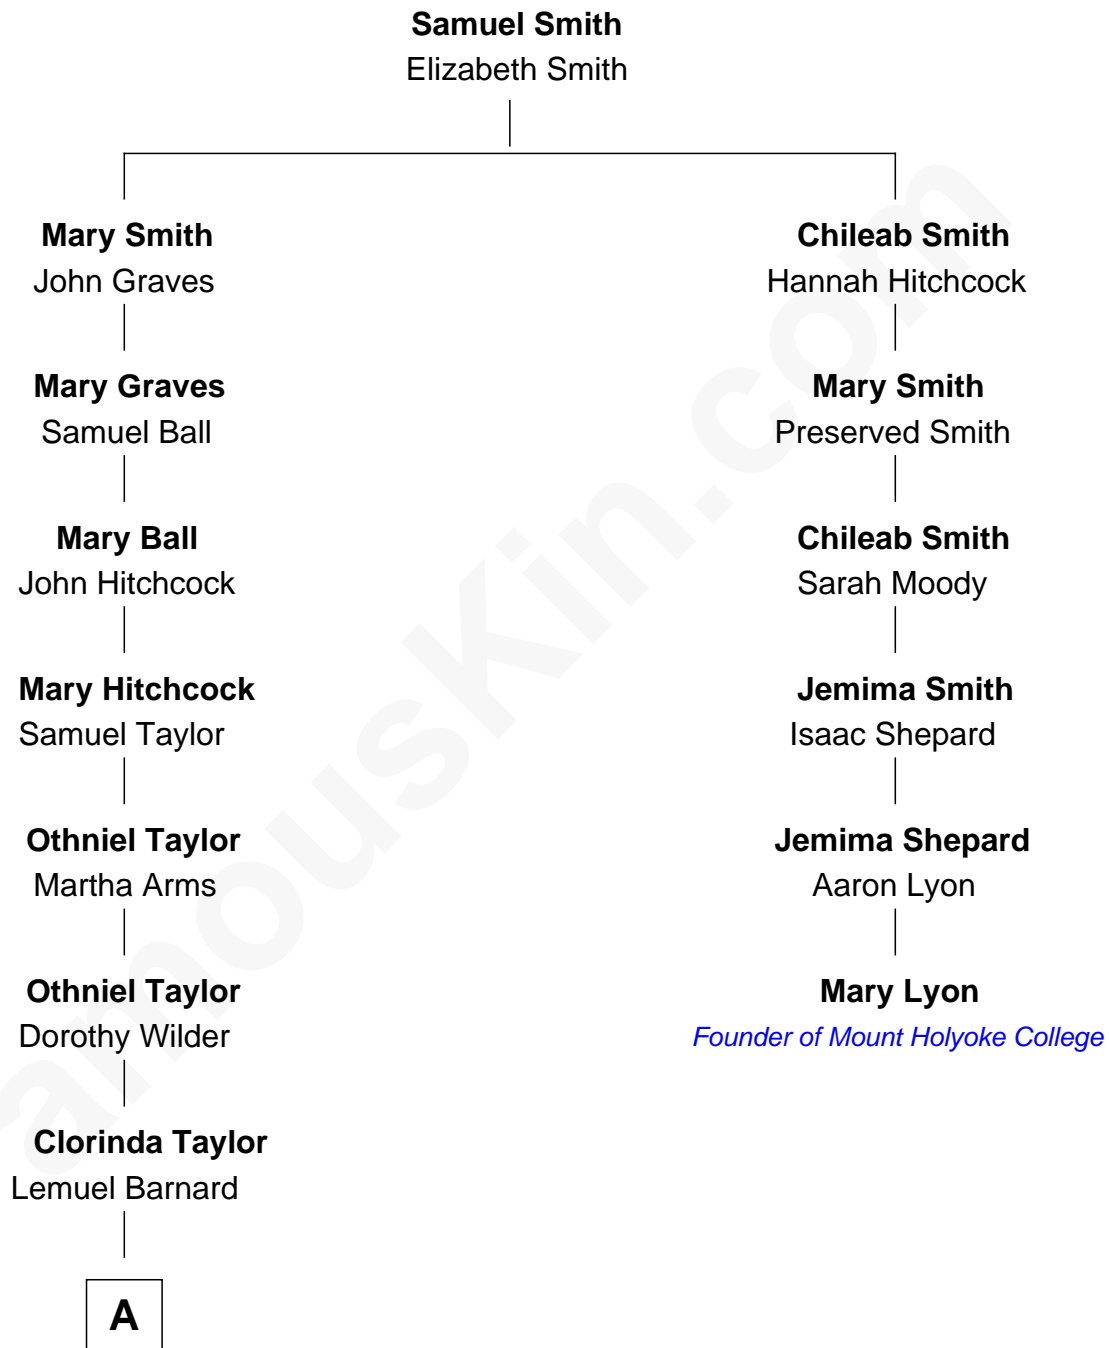 Samuel Smith
Elizabeth Smith
Mary Smith
John Graves
Chileab Smith
Hannah Hitchcock
Mary Graves
Samuel Ball
Mary Smith
Preserved Smith
Mary Ball
John Hitchcock
Chileab Smith
Sarah Moody
Mary Hitchcock
Samuel Taylor
Jemima Smith
Isaac Shepard
Othniel Taylor
Martha Arms
Jemima Shepard
Aaron Lyon
Othniel Taylor
Dorothy Wilder
Mary Lyon
Founder of Mount Holyoke College
Clorinda Taylor
Lemuel Barnard
A
amousKin.com